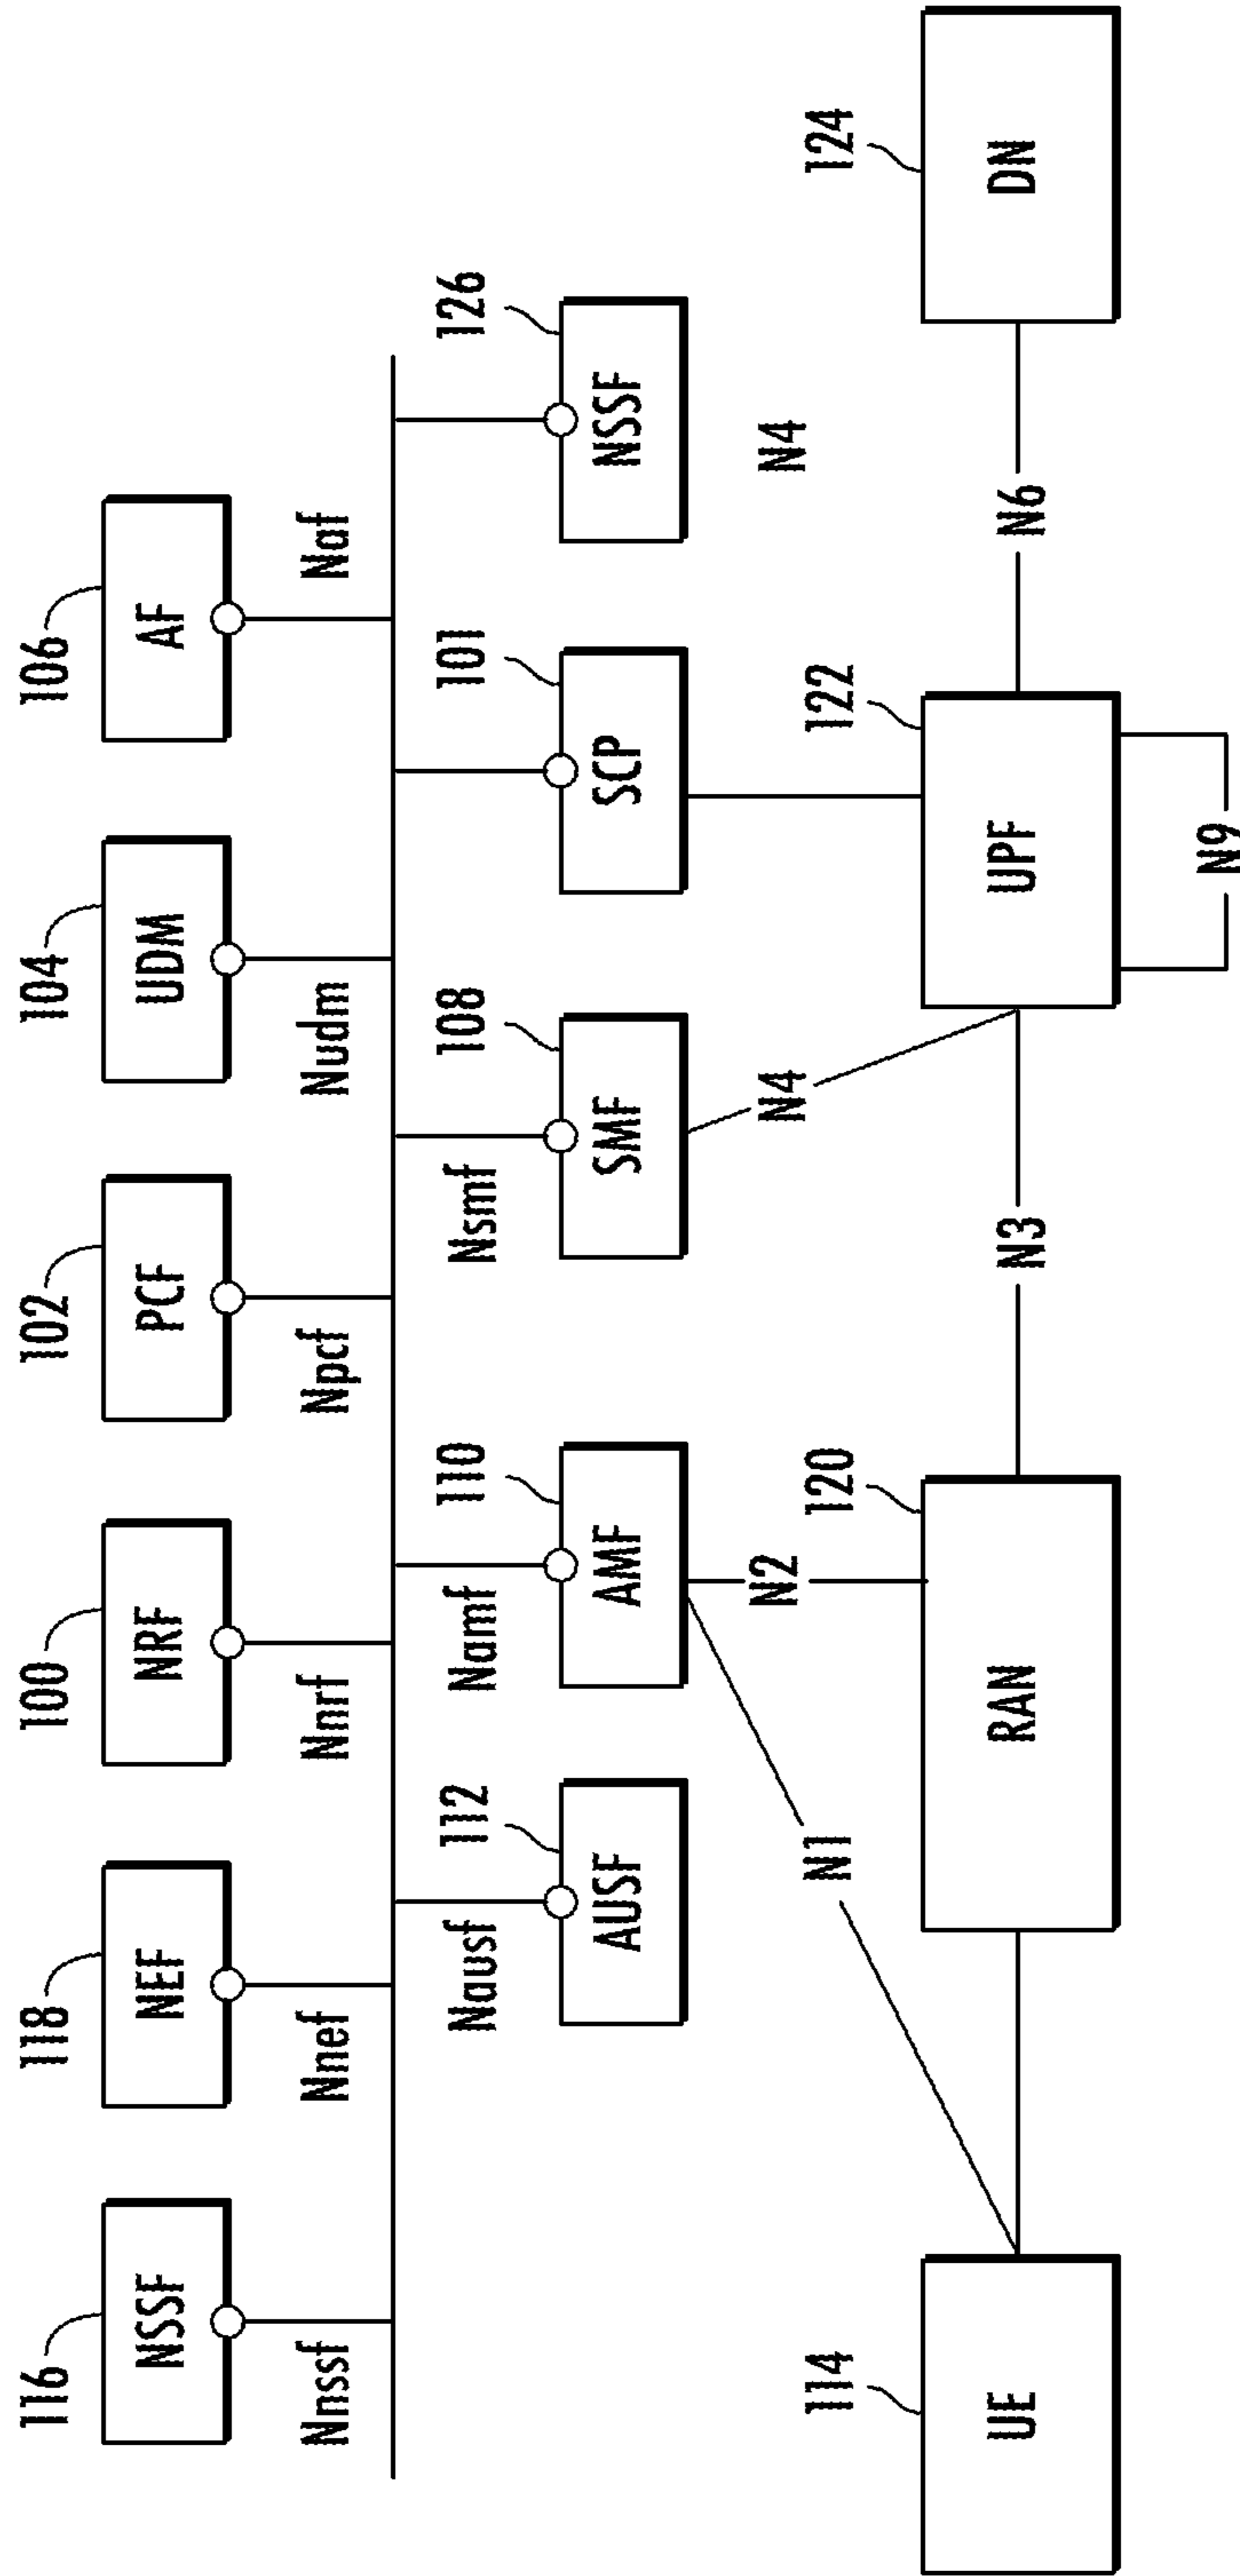 116
118
100
102
104
106
NSSF
NEF
NRF
PCF
UDM
AF
Nnssf
Nnef
Nnrf
Npcf
Nudm
Naf
Nausf
112
Namf
110
Nsmf
108
101
126
AUSF
AMF
SMF
SCP
NSSF
N1
N2
N4
N4
114
120
122
124
UE
RAN
N3
UPF
N6
DN
N9